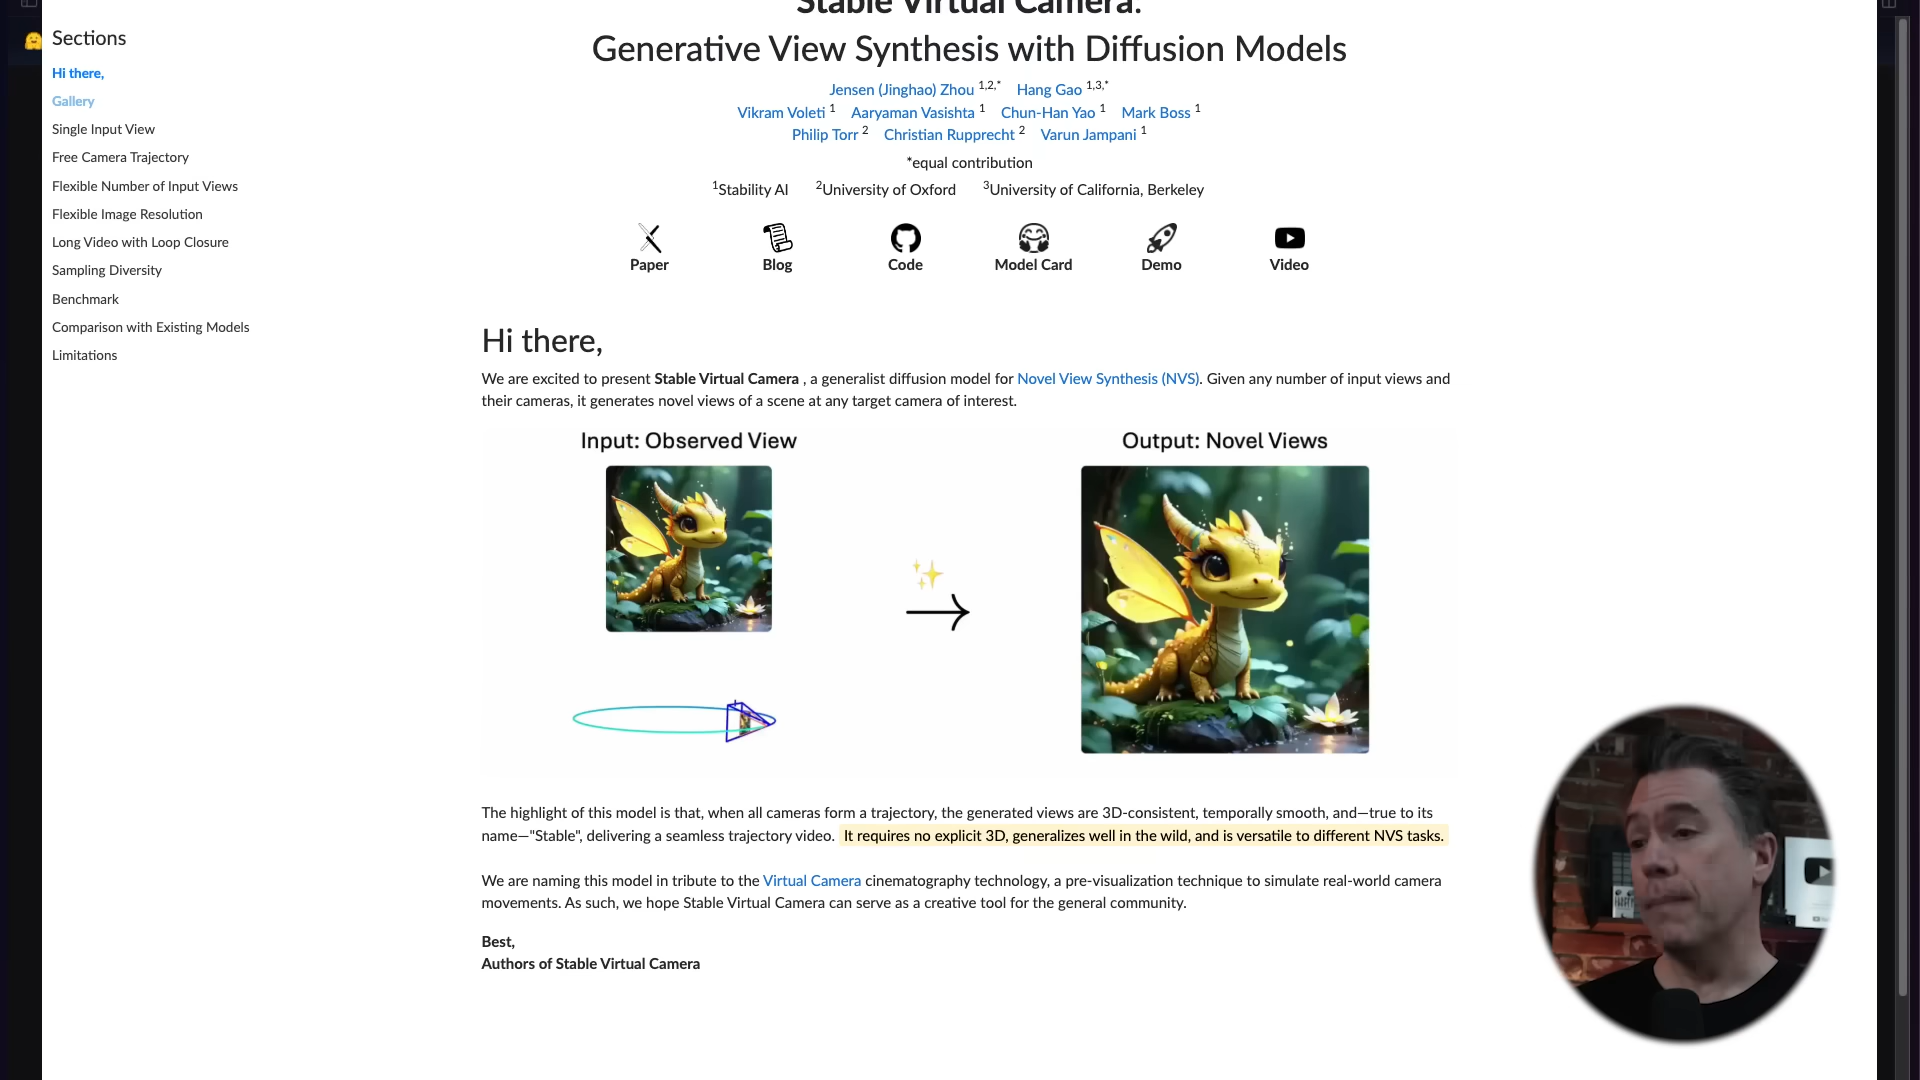 Stable Virtual Camera:
Generative View Synthesis with Diffusion Models
Jensen (Jinghao) Zhou 1,2,* Hang Gao 1,3,*
Vikram Voleti 1 Aaryaman Vasishta 1 Chun-Han Yao 1 Mark Boss 1
Philip Torr 2 Christian Rupprecht 2 Varun Jampani 1
*equal contribution
1Stability AI 2University of Oxford 3University of California, Berkeley
Paper Blog Code Model Card Demo Video
Sections
Hi there,
Gallery
Single Input View
Free Camera Trajectory
Flexible Number of Input Views
Flexible Image Resolution
Long Video with Loop Closure
Sampling Diversity
Benchmark
Comparison with Existing Models
Limitations
Hi there,
We are excited to present Stable Virtual Camera , a generalist diffusion model for Novel View Synthesis (NVS). Given any number of input views and
their cameras, it generates novel views of a scene at any target camera of interest.
Input: Observed View Output: Novel Views
The highlight of this model is that, when all cameras form a trajectory, the generated views are 3D-consistent, temporally smooth, and—true to its
name—"Stable", delivering a seamless trajectory video. It requires no explicit 3D, generalizes well in the wild, and is versatile to different NVS tasks.
We are naming this model in tribute to the Virtual Camera cinematography technology, a pre-visualization technique to simulate real-world camera
movements. As such, we hope Stable Virtual Camera can serve as a creative tool for the general community.
Best,
Authors of Stable Virtual Camera